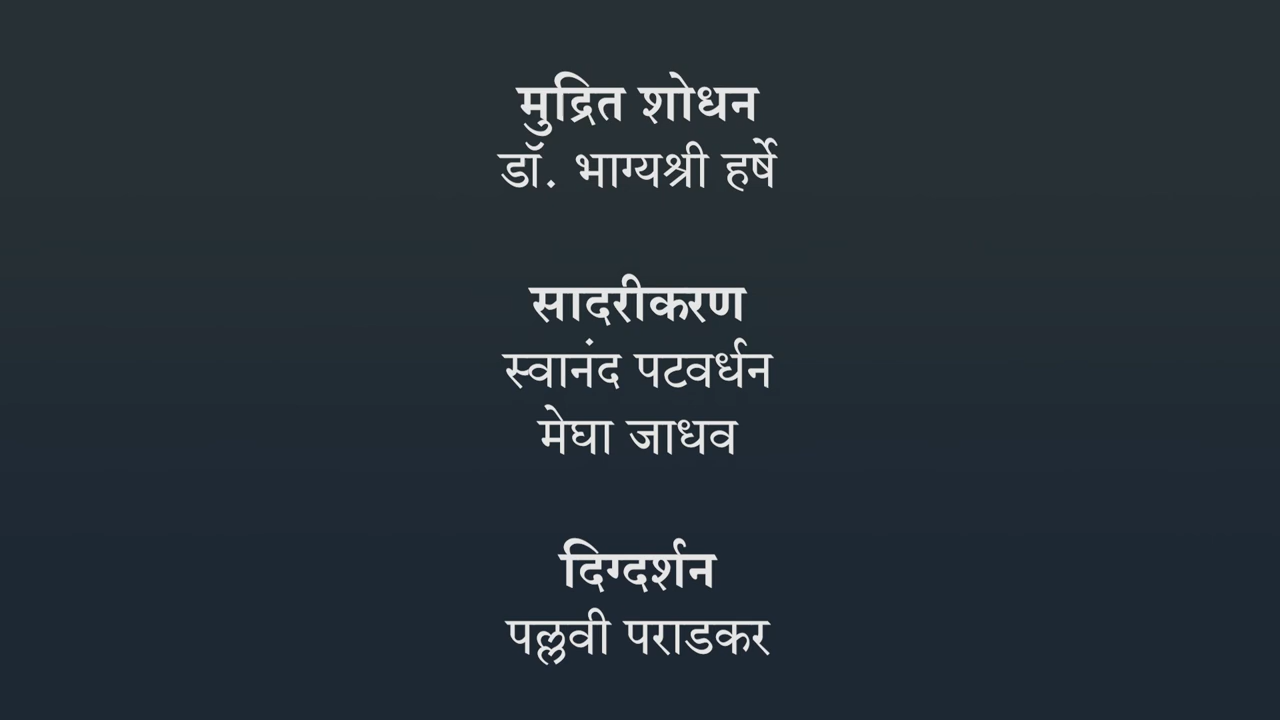 मुद्रित शोधन
डॉ. भाग्यश्री हर्षे
सादरीकरण
स्वानंद पटवर्धन
मेघा जाधव
दिग्दर्शन
पल्लवी पराडकर